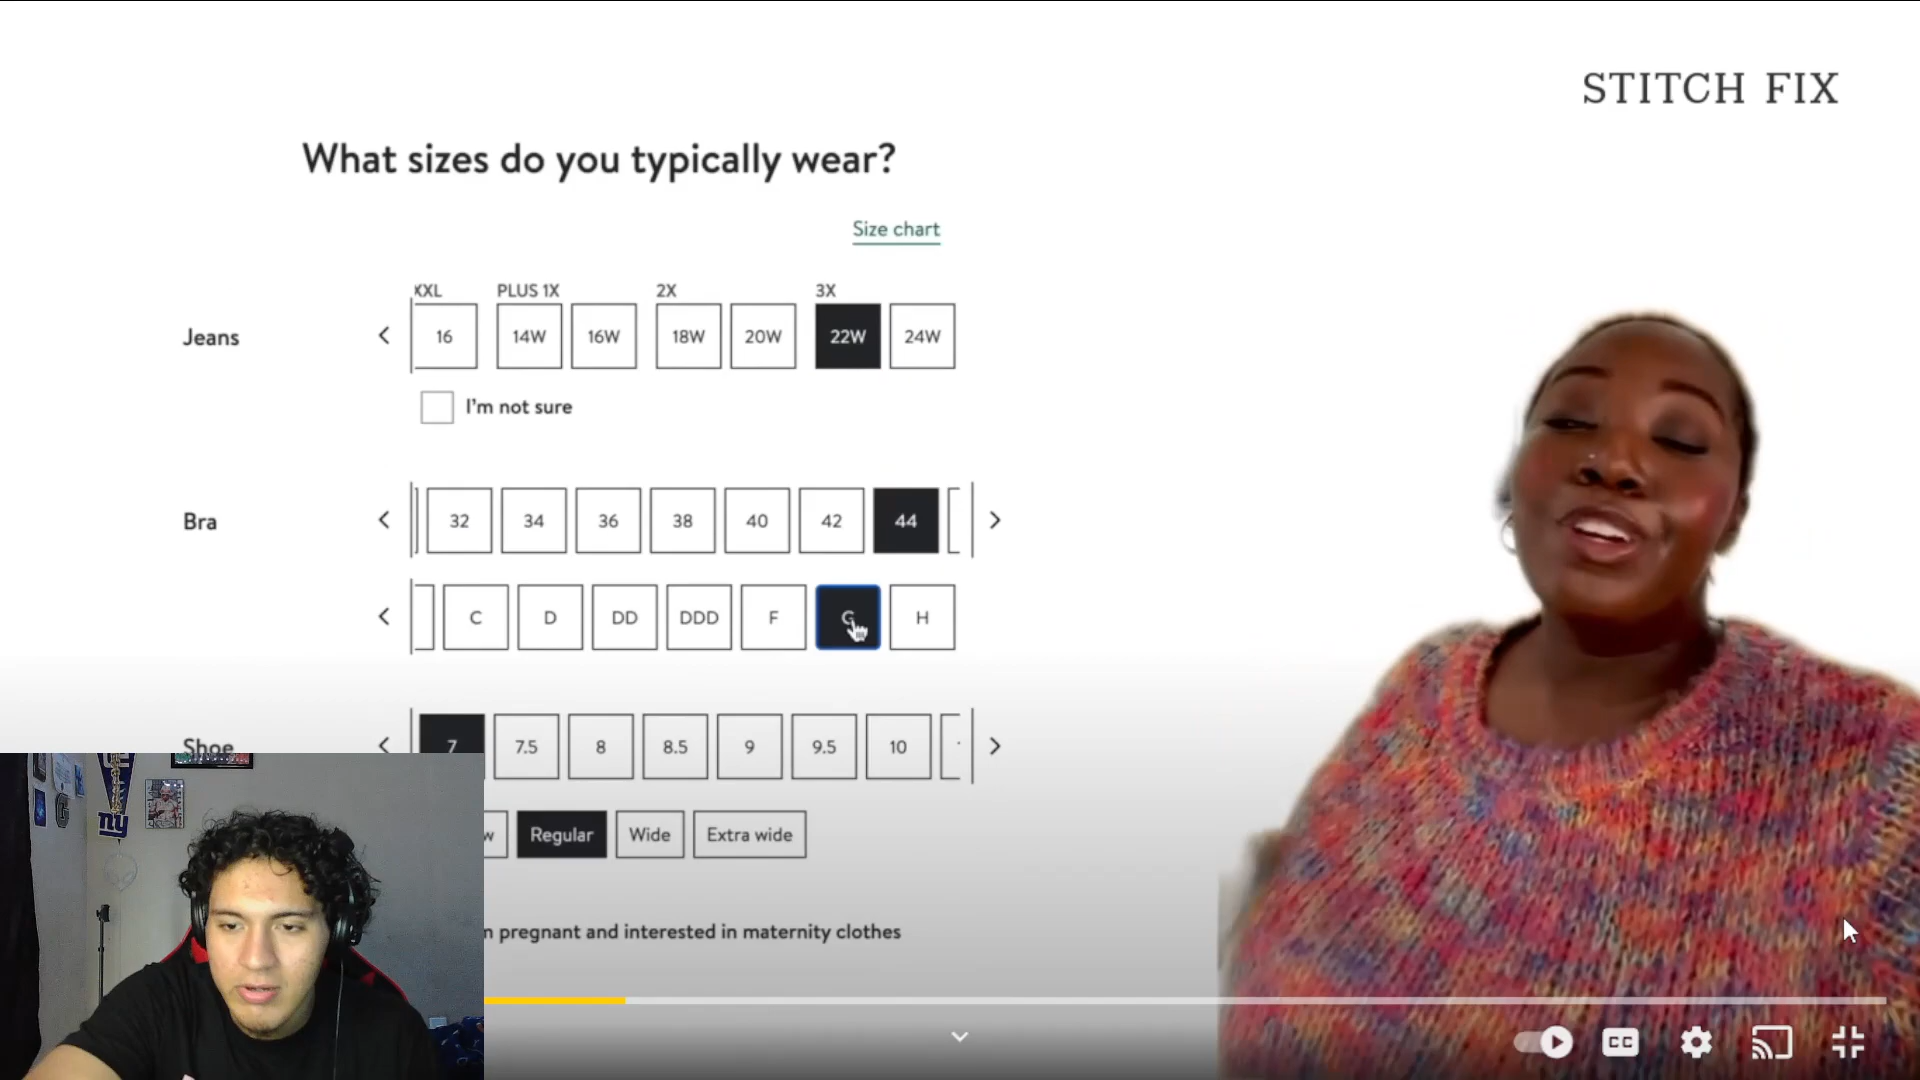 STITCH FIX
What sizes do you typically wear?
Size chart
XXL PLUS 1X 2X 3X
Jeans 16 14W 16W 18W 20W 22W 24W
I'm not sure
Bra 32 34 36 38 40 42 44
C D DD DDD F G H
Shoe 7 7.5 8 8.5 9 9.5 10
w Regular Wide Extra wide
ny
pregnant and interested in maternity clothes
CC